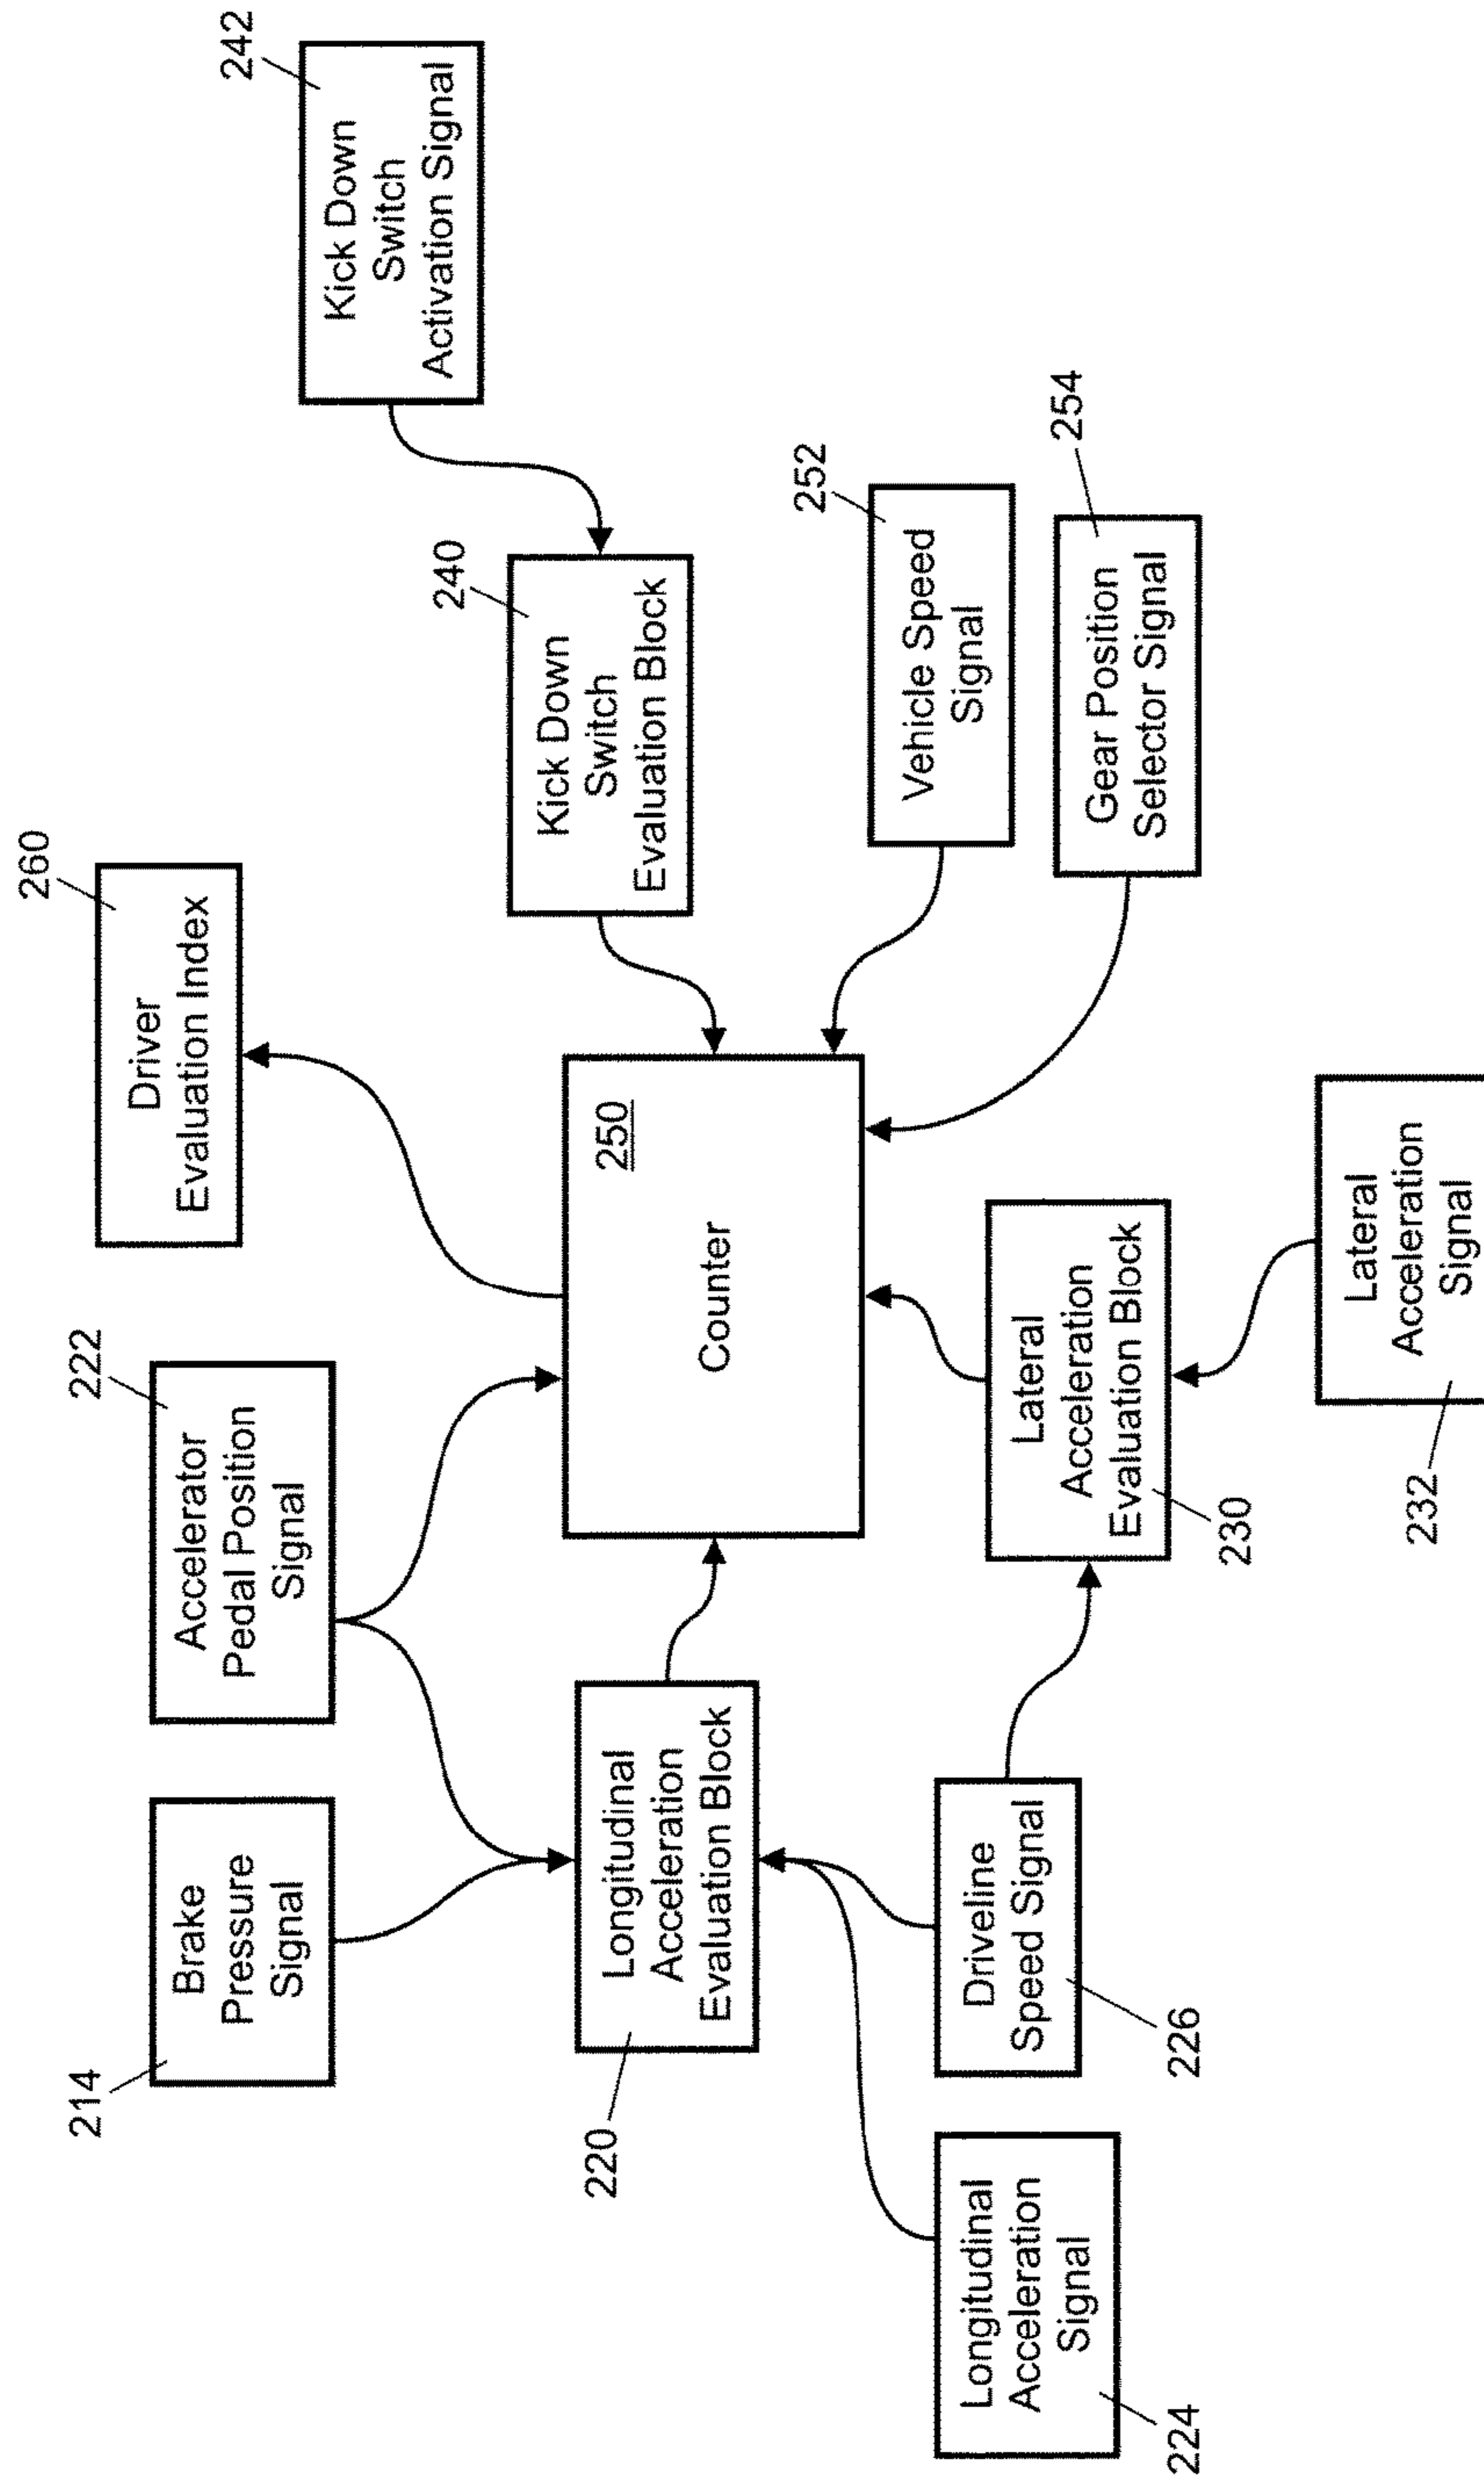 214
Brake
Pressure
Signal
222
Accelerator
Pedal Position
Signal
260
Driver
Evaluation Index
242
Kick Down
Switch
Activation Signal
220
Longitudinal
Acceleration
Evaluation Block
250
Counter
240
Kick Down
Switch
Evaluation Block
252
Vehicle Speed
Signal
254
Gear Position
Selector Signal
224
Longitudinal
Acceleration
Signal
226
Driveline
Speed Signal
230
Lateral
Acceleration
Evaluation Block
232
Lateral
Acceleration
Signal